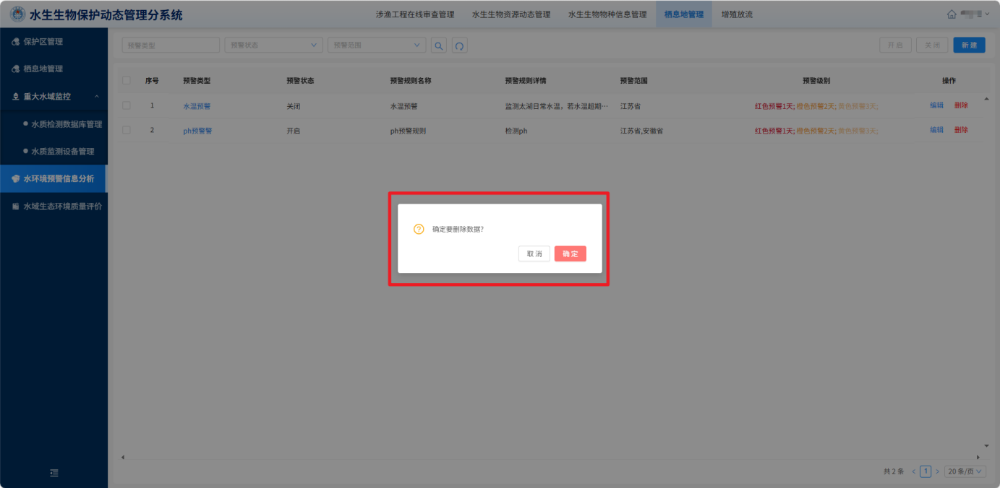 水生生物保护动态管理分系统
涉渔工程在线审查管理 水生生物资源动态管理 水生生物物种信息管理 栖息地管理 增殖放流
保护区管理
栖息地管理
重大水域监控
水质检测数据库管理
水质监测设备管理
水环境预警信息分析
水域生态环境质量评价
预警类型 预警状态 预警范围 开启 关闭 新建
序号 预警类型 预警状态 预警规则名称 预警规则详情 预警范围 预警级别 操作
1 水温预警 关闭 水温预警 监测太湖日常水温，若水温超期… 江苏省 红色预警1天; 橙色预警2天; 黄色预警3天; 编辑 删除
2 ph预警警 开启 ph预警规则 检测ph 江苏省,安徽省 红色预警1天; 橙色预警2天; 黄色预警3天; 编辑 删除
确定要删除数据?
取消 确定
共 2 条 < 1 > 20 条/页